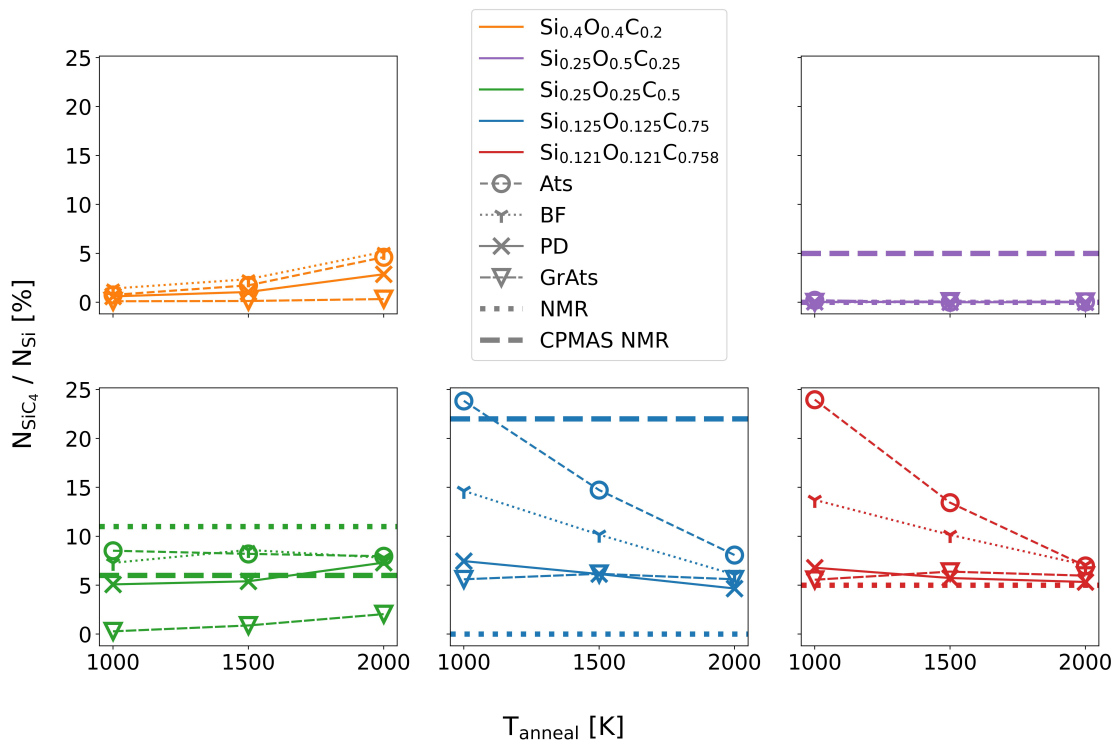 Si0.4O0.4C0.2
Si0.25O0.5C0.25
Si0.25O0.25C0.5
Si0.125O0.125C0.75
Si0.121O0.121C0.758
Ats
BF
PD
GrAts
NMR
CPMAS NMR
25
20
15
10
5
0
NSiC4 / NSi [%]
25
20
15
10
5
0
1000 1500 2000
1000 1500 2000
1000 1500 2000
Tanneal [K]